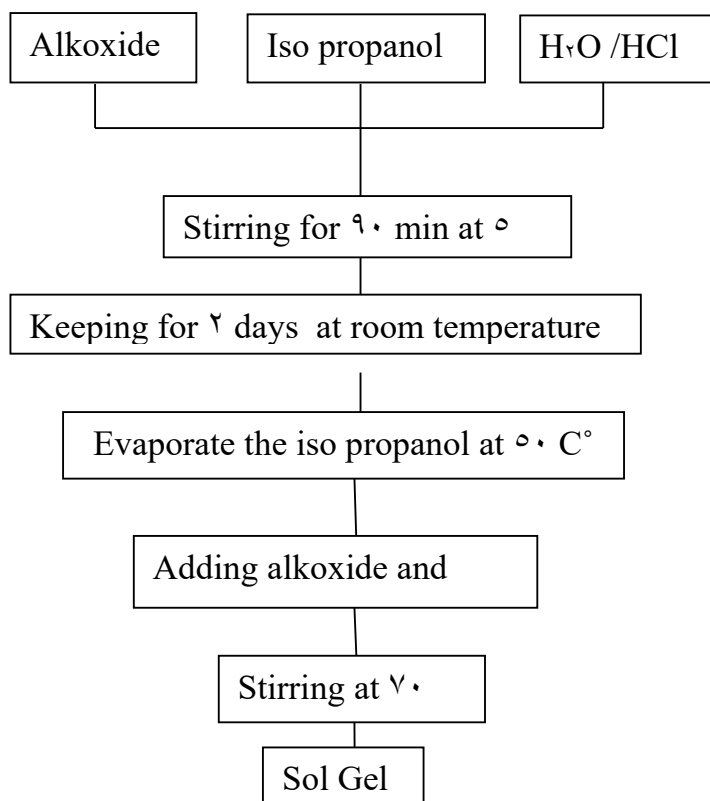 Alkoxide
Iso propanol
H٢O /HCl
Stirring for ٩٠ min at ٥
Keeping for ٢ days at room temperature
Evaporate the iso propanol at ٥٠ C°
Adding alkoxide and
Stirring at ٧٠
Sol Gel